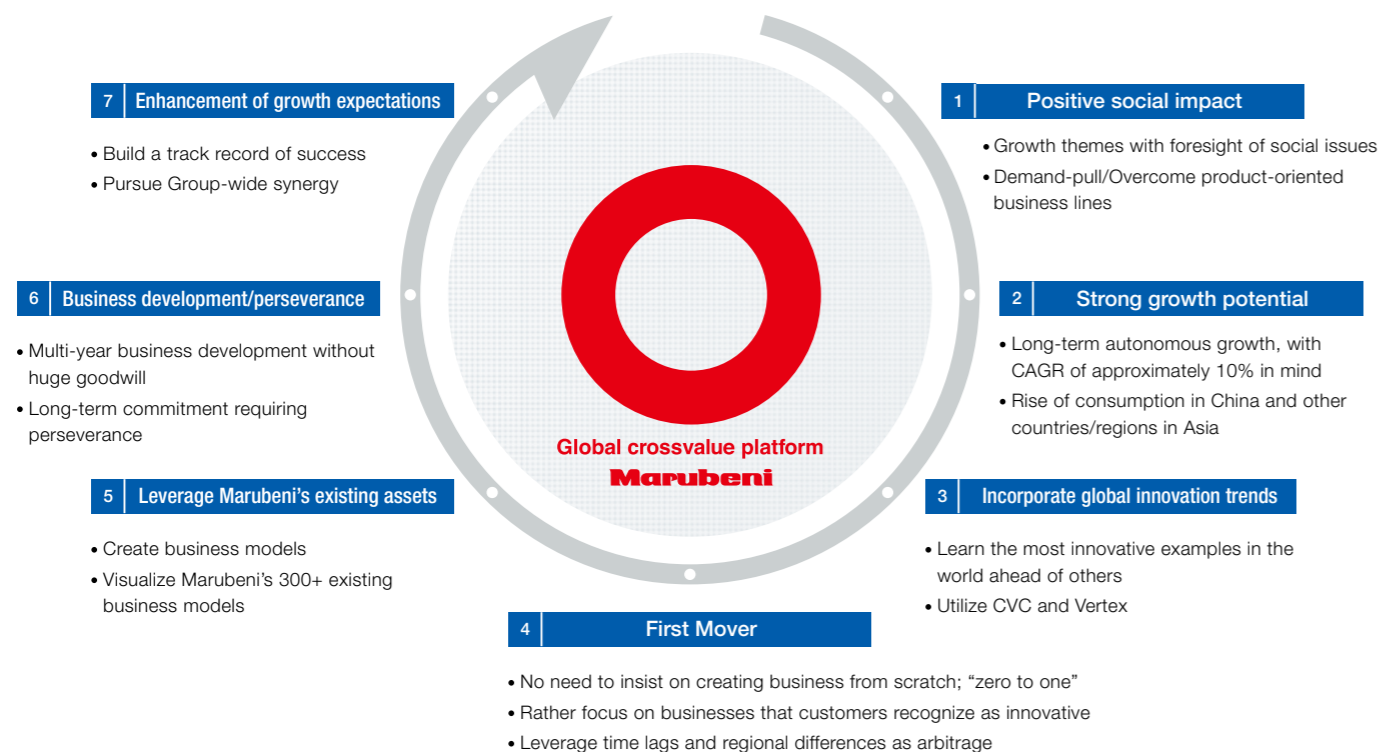 1 Positive social impact
• Growth themes with foresight of social issues
• Demand-pull/Overcome product-oriented
business lines
2 Strong growth potential
• Long-term autonomous growth, with
CAGR of approximately 10% in mind
• Rise of consumption in China and other
countries/regions in Asia
3 Incorporate global innovation trends
• Learn the most innovative examples in the
world ahead of others
• Utilize CVC and Vertex
4 First Mover
• No need to insist on creating business from scratch; “zero to one”
• Rather focus on businesses that customers recognize as innovative
• Leverage time lags and regional differences as arbitrage
5 Leverage Marubeni’s existing assets
• Create business models
• Visualize Marubeni’s 300+ existing
business models
6 Business development/perseverance
• Multi-year business development without
huge goodwill
• Long-term commitment requiring
perseverance
7 Enhancement of growth expectations
• Build a track record of success
• Pursue Group-wide synergy
Global crossvalue platform
Marubeni